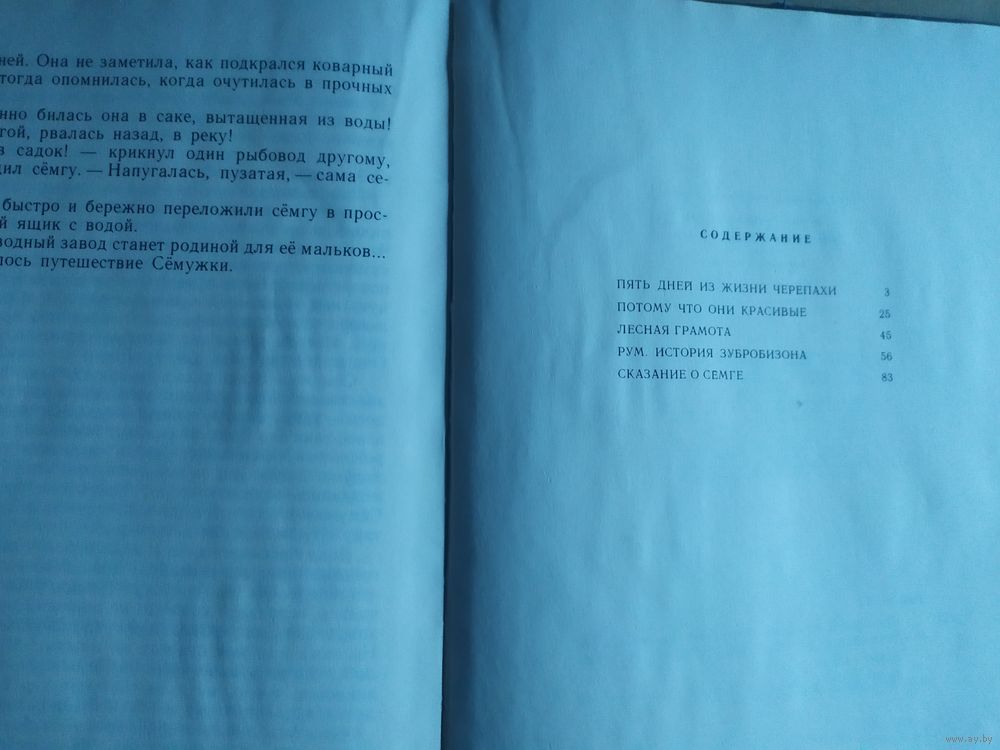 ней. Она не заметила, как подкрался коварный
тогда опомнилась, когда очутилась в прочных
нно билась она в саке, вытащенная из воды!
гой, рвалась назад, в реку!
в садок! — крикнул один рыбовод другому,
дил сёмгу. — Напугалась, пузатая, — сама се-
быстро и бережно переложили сёмгу в прос-
й ящик с водой.
водный завод станет родиной для её мальков...
лось путешествие Сёмужки.
СОДЕРЖАНИЕ
ПЯТЬ ДНЕЙ ИЗ ЖИЗНИ ЧЕРЕПАХИ 3
ПОТОМУ ЧТО ОНИ КРАСИВЫЕ 25
ЛЕСНАЯ ГРАМОТА 45
РУМ. ИСТОРИЯ ЗУБРОБИЗОНА 56
СКАЗАНИЕ О СЕМГЕ 83
www.ay.by